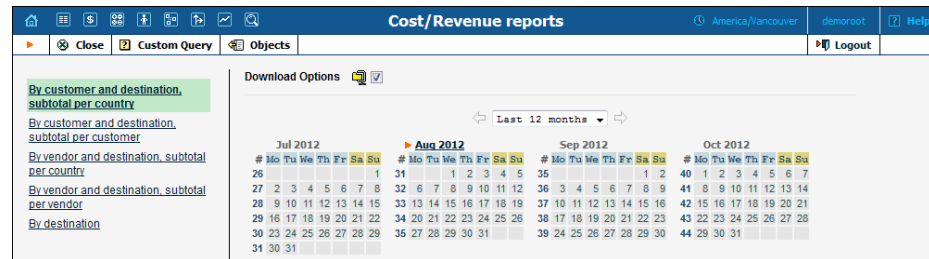 Cost/Revenue reports
America/Vancouver
demoroot
Help
Close
Custom Query
Objects
Logout
By customer and destination,
subtotal per country
By customer and destination,
subtotal per customer
By vendor and destination, subtotal
per country
By vendor and destination, subtotal
per vendor
By destination
Download Options
Last 12 months
Jul 2012
# Mo Tu We Th Fr Sa Su
26 1
27 2 3 4 5 6 7 8
28 9 10 11 12 13 14 15
29 16 17 18 19 20 21 22
30 23 24 25 26 27 28 29
31 30 31
Aug 2012
# Mo Tu We Th Fr Sa Su
31 1 2 3 4 5
32 6 7 8 9 10 11 12
33 13 14 15 16 17 18 19
34 20 21 22 23 24 25 26
35 27 28 29 30 31
Sep 2012
# Mo Tu We Th Fr Sa Su
35 1 2
36 3 4 5 6 7 8 9
37 10 11 12 13 14 15 16
38 17 18 19 20 21 22 23
39 24 25 26 27 28 29 30
Oct 2012
# Mo Tu We Th Fr Sa Su
40 1 2 3 4 5 6 7
41 8 9 10 11 12 13 14
42 15 16 17 18 19 20 21
43 22 23 24 25 26 27 28
44 29 30 31